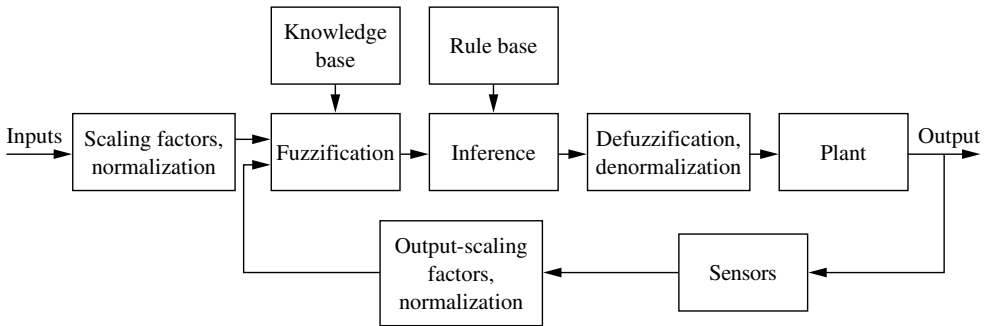 Knowledge
base
Rule base
Inputs
Scaling factors,
normalization
Fuzzification
Inference
Defuzzification,
denormalization
Plant
Output
Output-scaling
factors,
normalization
Sensors